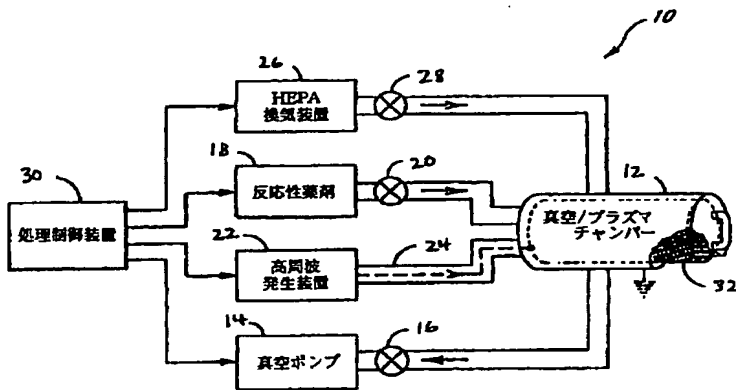 10
26
28
HEPA
換気装置
18
20
12
反応性薬剤
30
真空/プラズマ
チャンバー
処理制御装置
22
24
高周波
発生装置
32
14
16
真空ポンプ